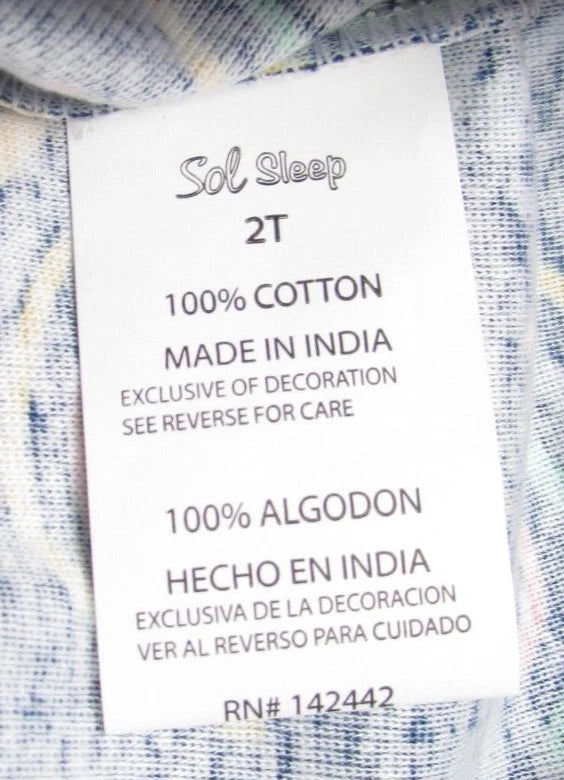 Sol Sleep
2T
100% COTTON
MADE IN INDIA
EXCLUSIVE OF DECORATION
SEE REVERSE FOR CARE
100% ALGODON
HECHO EN INDIA
EXCLUSIVA DE LA DECORACION
VER AL REVERSO PARA CUIDADO
RN# 142442